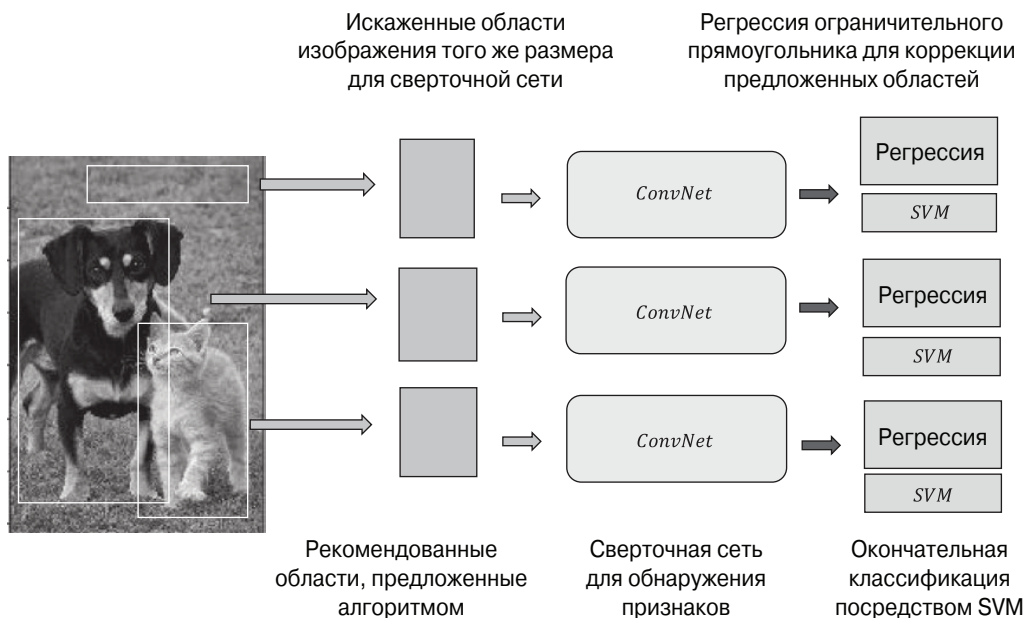 Искаженные области
изображения того же размера
для сверточной сети
Регрессия ограничительного
прямоугольника для коррекции
предложенных областей
ConvNet
Регрессия
SVM
ConvNet
Регрессия
SVM
ConvNet
Регрессия
SVM
Рекомендованные
области, предложенные
алгоритмом
Сверточная сеть
для обнаружения
признаков
Окончательная
классификация
посредством SVM